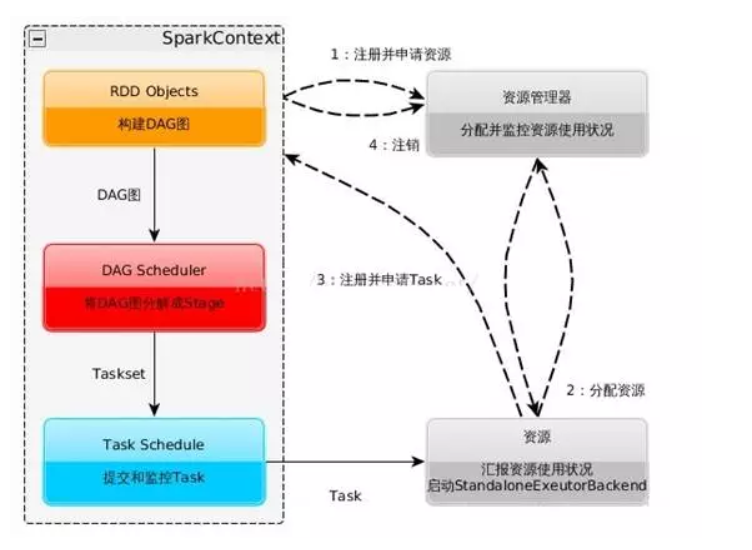 SparkContext
RDD Objects
构建DAG图
DAG图
DAG Scheduler
将DAG图分解成Stage
Taskset
Task Schedule
提交和监控Task
1：注册并申请资源
资源管理器
分配并监控资源使用状况
4：注销
3：注册并申请Task
2：分配资源
资源
汇报资源使用状况
启动StandaloneExeutorBackend
Task